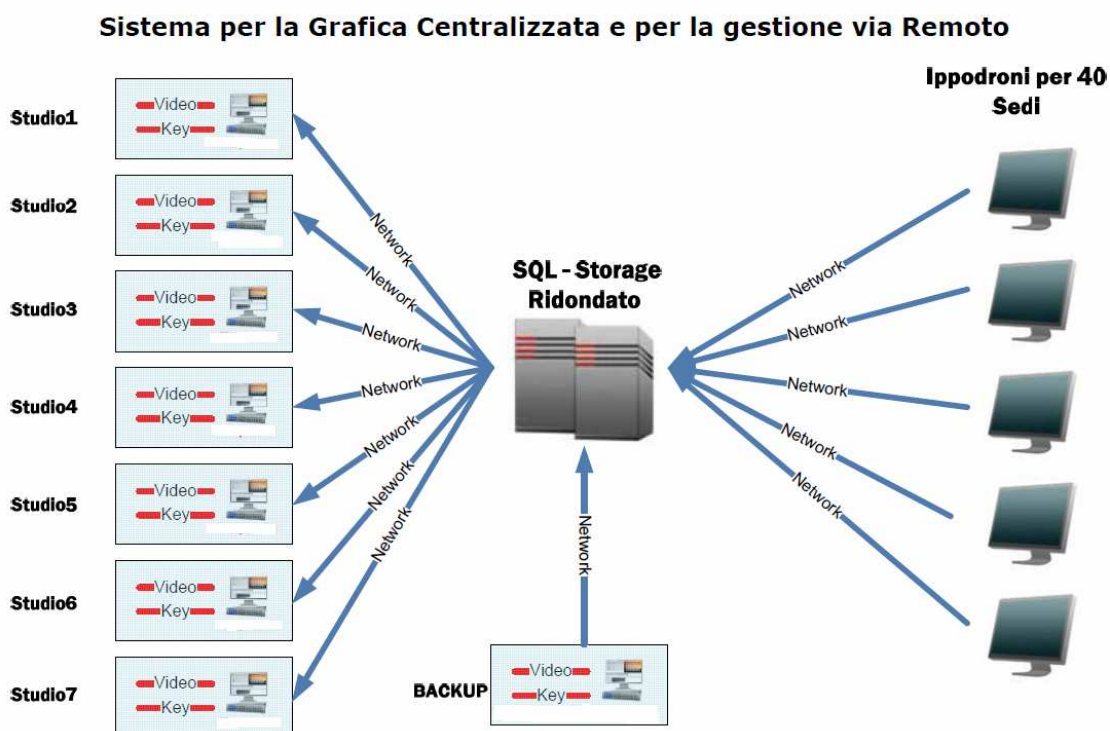 Sistema per la Grafica Centralizzata e per la gestione via Remoto
Ippodroni per 40
Sedi
Studio1
Video
Key
Network
Studio2
Video
Key
Network
Studio3
Video
Key
Network
Studio4
Video
Key
Network
Studio5
Video
Key
Network
Studio6
Video
Key
Network
Studio7
Video
Key
Network
SQL - Storage
Ridondato
Network
Network
Network
Network
Network
Network
BACKUP
Video
Key